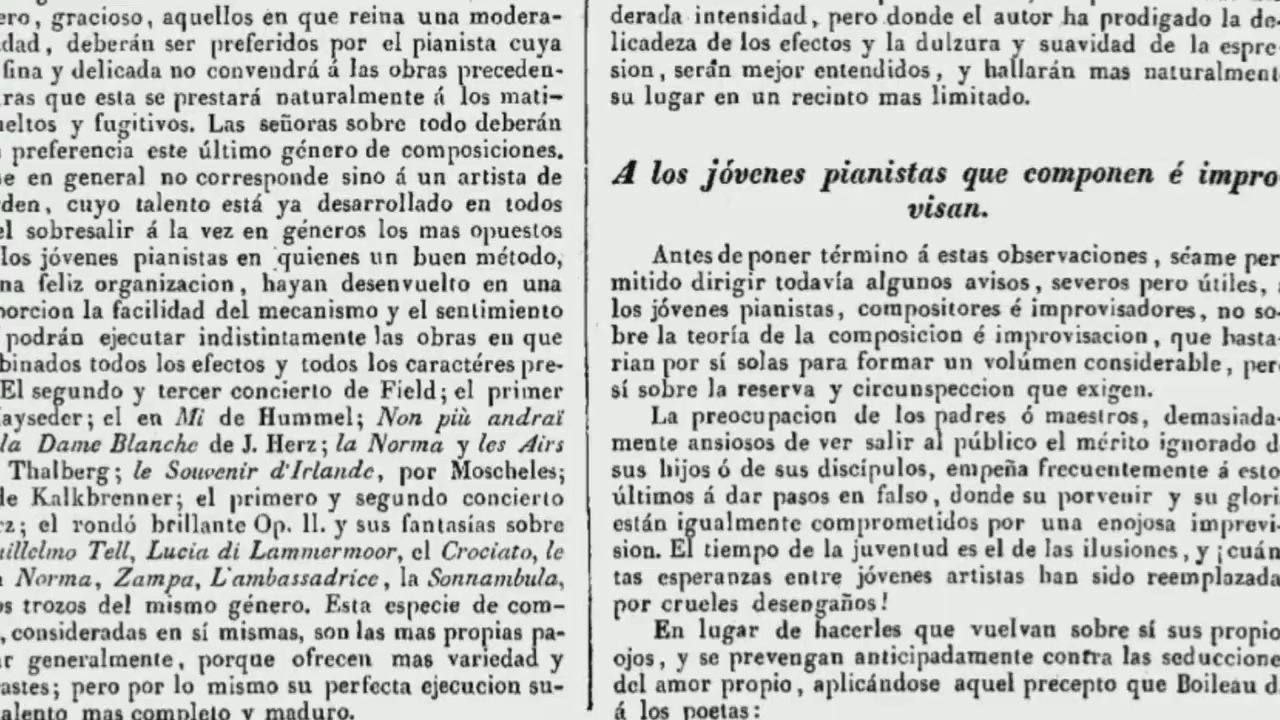 ero, gracioso, aquellos en que reina una modera-
dad, deberán ser preferidos por el pianista cuya
fina y delicada no convendrá á las obras preceden-
ras que esta se prestará naturalmente á los mati-
ueltos y fugitivos. Las señoras sobre todo deberán
preferencia este último género de composiciones.
e en general no corresponde sino á un artista de
den, cuyo talento está ya desarrollado en todos
el sobresalir á la vez en géneros los mas opuestos
los jóvenes pianistas en quienes un buen método,
na feliz organizacion, hayan desenvuelto en una
porcion la facilidad del mecanismo y el sentimiento
podrán ejecutar indistintamente las obras en que
binados todos los efectos y todos los caractéres pre-
El segundo y tercer concierto de Field; el primer
ayseder; el en Mi de Hummel; Non più andraï
la Dame Blanche de J. Herz; la Norma y les Airs
Thalberg; le Souvenir d'Irlande, por Moscheles;
de Kalkbrenner; el primero y segundo concierto
rz; el rondó brillante Op. 11. y sus fantasías sobre
uillelmo Tell, Lucia di Lammermoor, el Crociato, le
a Norma, Zampa, L'ambassadrice, la Sonnambula,
os trozos del mismo género. Esta especie de com-
, consideradas en sí mismas, son las mas propias pa-
ar generalmente, porque ofrecen mas variedad y
astes; pero por lo mismo su perfecta ejecucion su-
alento mas completo y maduro.
derada intensidad, pero donde el autor ha prodigado la de-
licadeza de los efectos y la dulzura y suavidad de la espre-
sion, serán mejor entendidos, y hallarán mas naturalment
su lugar en un recinto mas limitado.
A los jóvenes pianistas que componen é impro-
visan.
Antes de poner término á estas observaciones, séame per
mitido dirigir todavía algunos avisos, severos pero útiles,
los jóvenes pianistas, compositores é improvisadores, no so-
bre la teoría de la composicion é improvisacion, que hasta-
rian por sí solas para formar un volúmen considerable, per
sí sobre la reserva y circunspeccion que exigen.
La preocupacion de los padres ó maestros, demasiada-
mente ansiosos de ver salir al público el mérito ignorado d
sus hijos ó de sus discípulos, empeña frecuentemente á esto
últimos á dar pasos en falso, donde su porvenir y su glori
están igualmente comprometidos por una enojosa imprevi-
sion. El tiempo de la juventud es el de las ilusiones, y ¡cuán
tas esperanzas entre jóvenes artistas han sido reemplazada
por crueles desengaños!
En lugar de hacerles que vuelvan sobre sí sus propio
ojos, y se prevengan anticipadamente contra las seduccione
del amor propio, aplicándose aquel precepto que Boileau d
á los poetas: